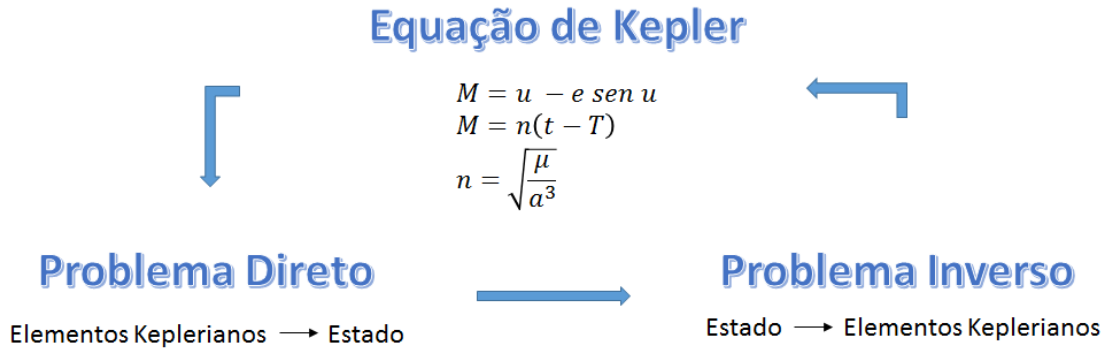 Equação de Kepler
M = u − e sen u
M = n(t − T)
n = √(μ/a³)
Problema Direto
Elementos Keplerianos → Estado
Problema Inverso
Estado → Elementos Keplerianos